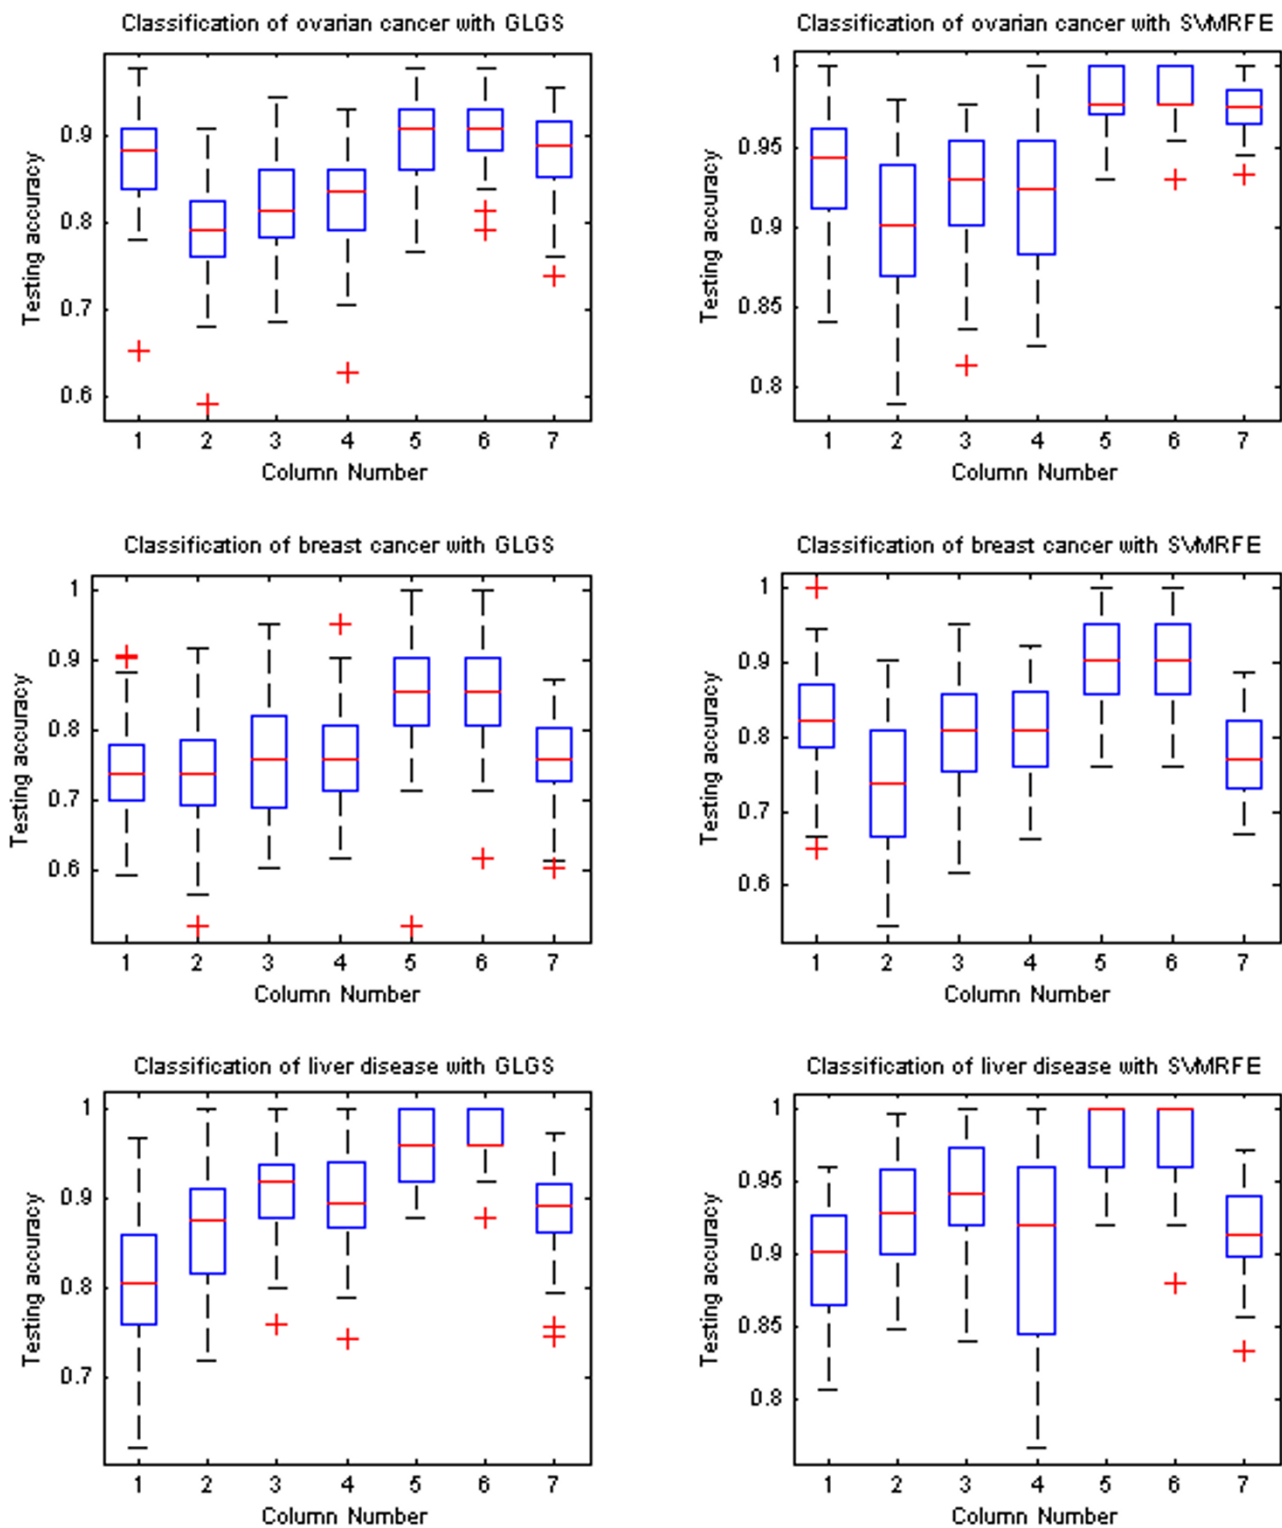 Classification of ovarian cancer with GLGS
Testing accuracy
0.9
0.8
0.7
0.6
1 2 3 4 5 6 7
Column Number
Classification of ovarian cancer with SVMRFE
Testing accuracy
1
0.95
0.9
0.85
0.8
1 2 3 4 5 6 7
Column Number
Classification of breast cancer with GLGS
Testing accuracy
1
0.9
0.8
0.7
0.6
1 2 3 4 5 6 7
Column Number
Classification of breast cancer with SVMRFE
Testing accuracy
1
0.9
0.8
0.7
0.6
1 2 3 4 5 6 7
Column Number
Classification of liver disease with GLGS
Testing accuracy
1
0.9
0.8
0.7
1 2 3 4 5 6 7
Column Number
Classification of liver disease with SVMRFE
Testing accuracy
1
0.95
0.9
0.85
0.8
1 2 3 4 5 6 7
Column Number